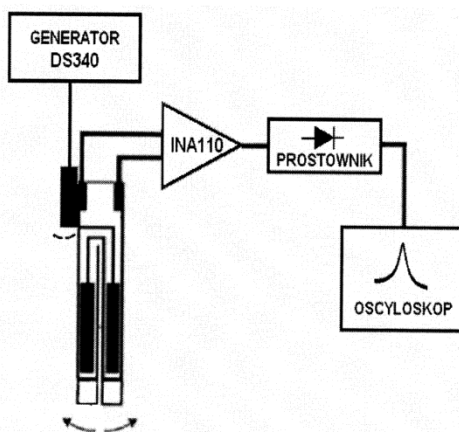 GENERATOR
DS340
INA110
PROSTOWNIK
OSCYLOSKOP